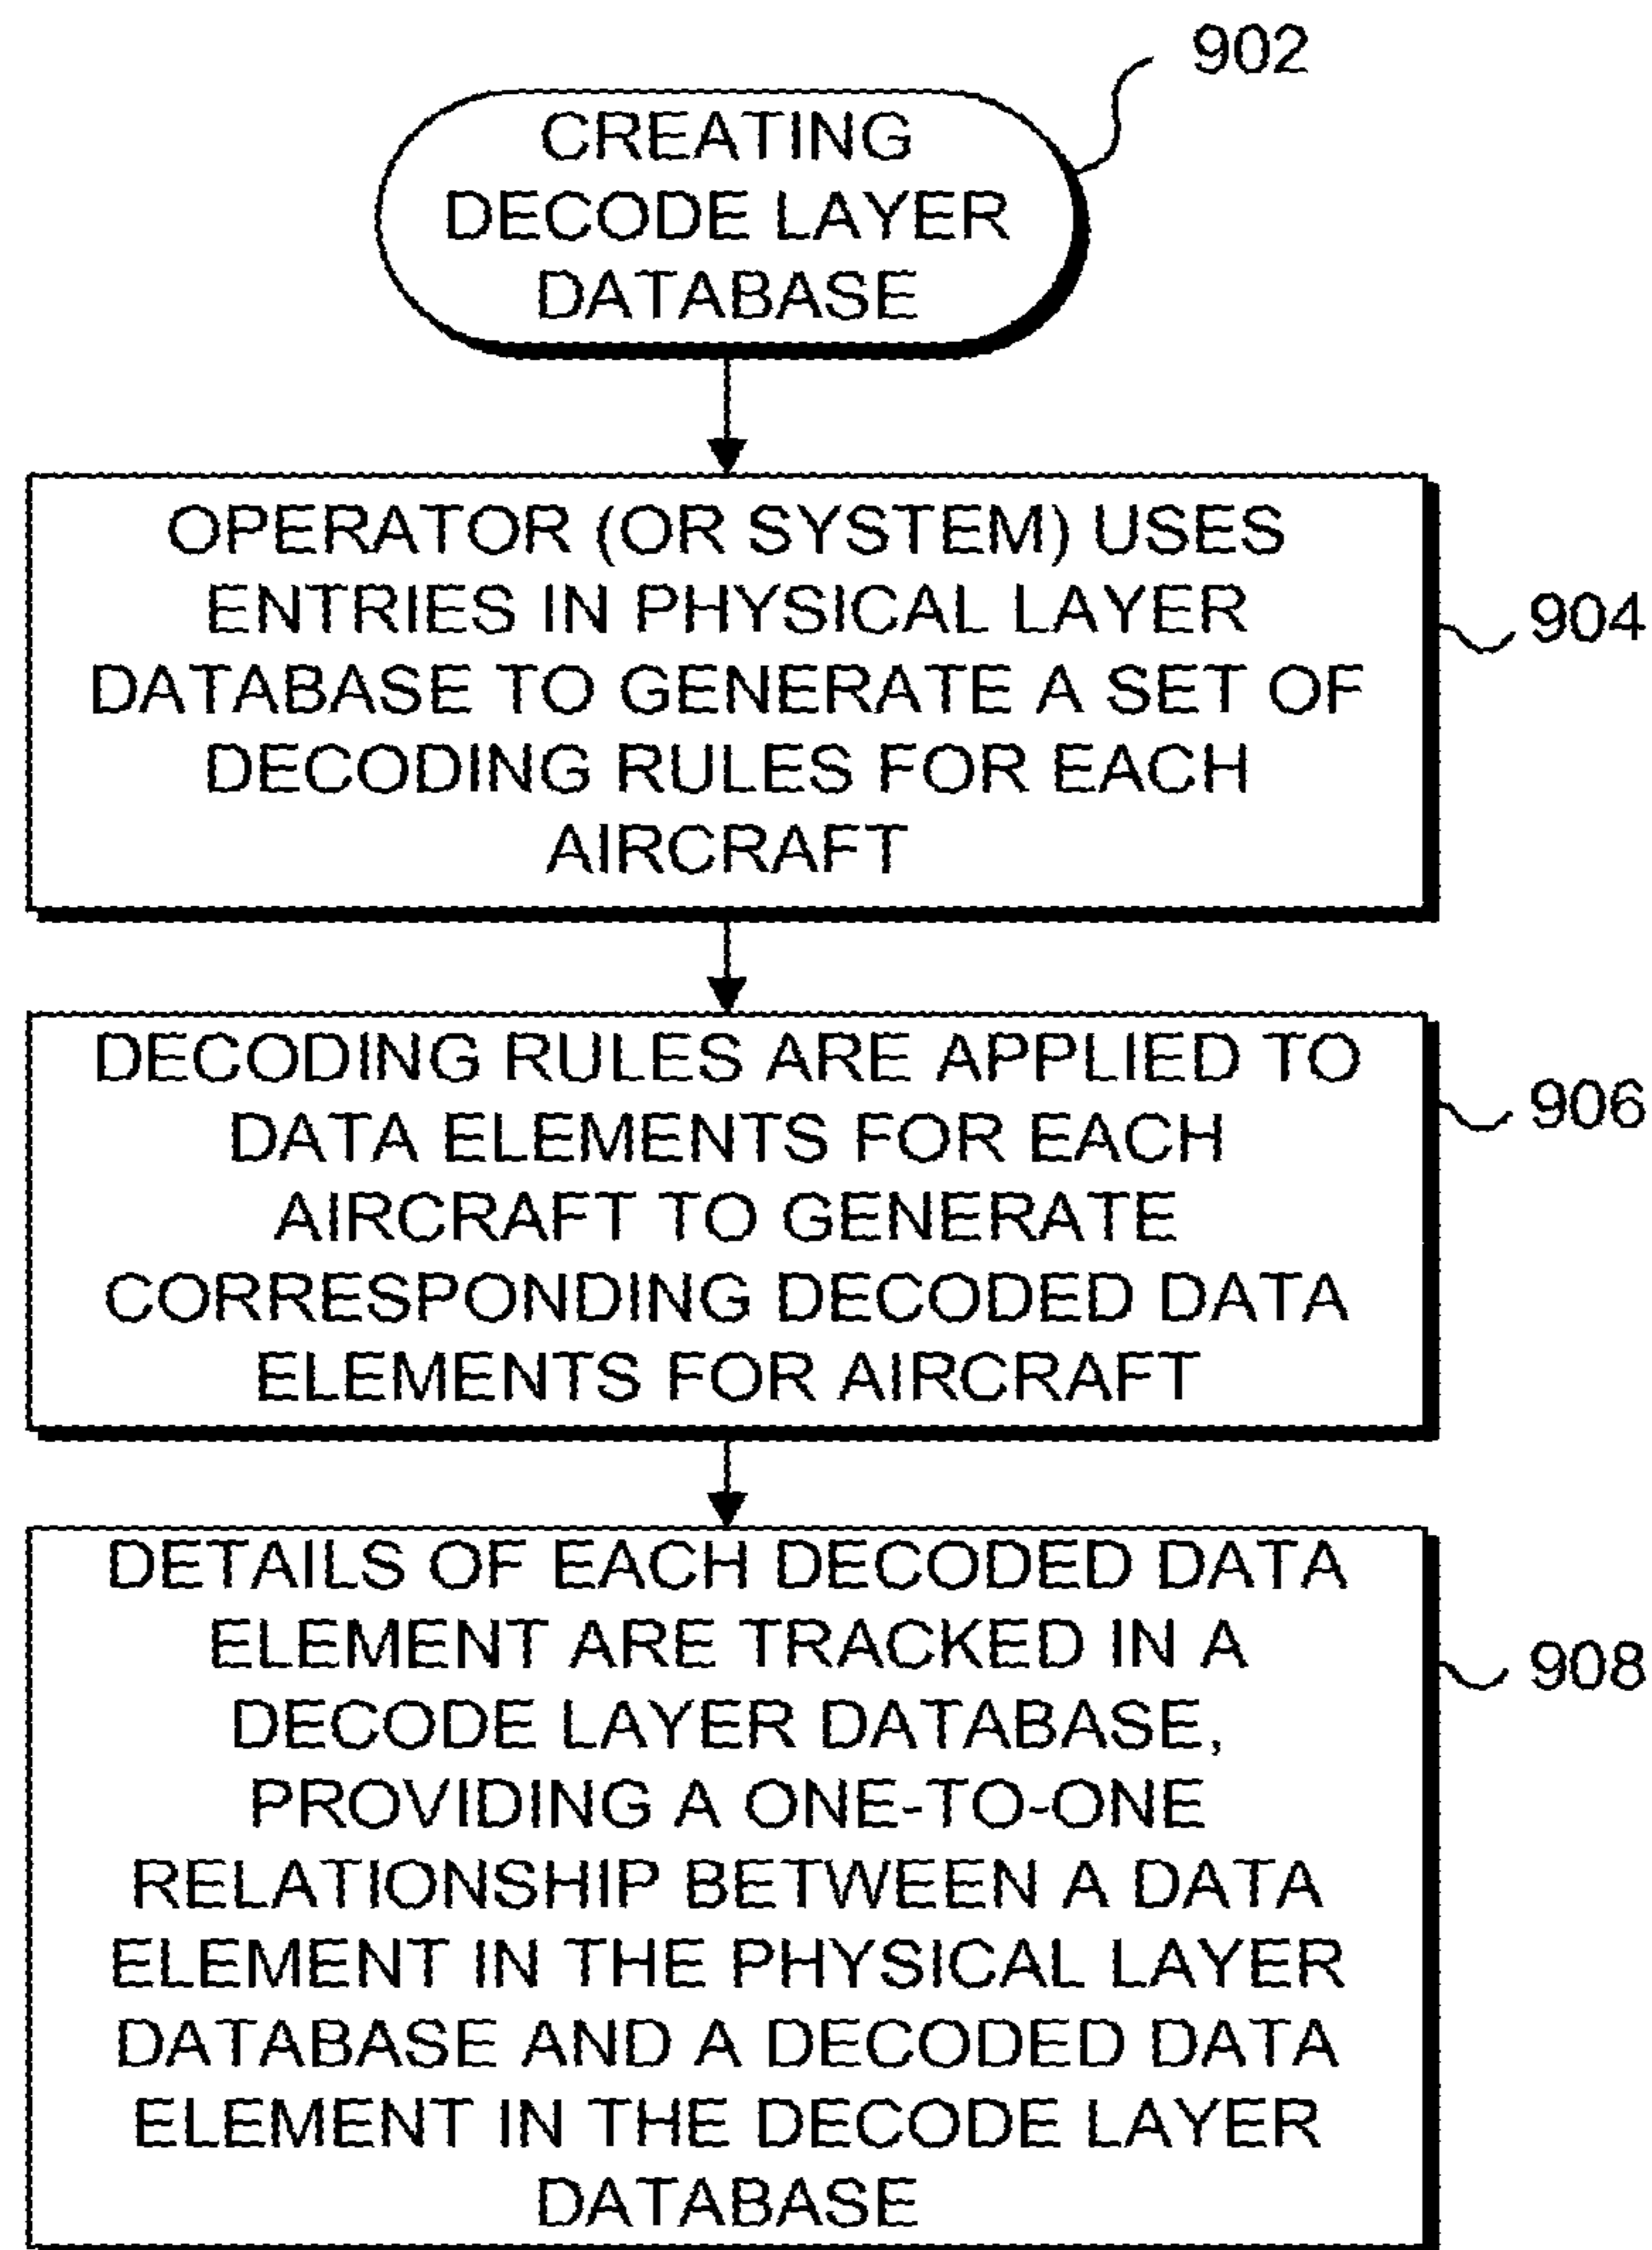 902
CREATING
DECODE LAYER
DATABASE
OPERATOR (OR SYSTEM) USES
ENTRIES IN PHYSICAL LAYER
DATABASE TO GENERATE A SET OF
DECODING RULES FOR EACH
AIRCRAFT
904
DECODING RULES ARE APPLIED TO
DATA ELEMENTS FOR EACH
AIRCRAFT TO GENERATE
CORRESPONDING DECODED DATA
ELEMENTS FOR AIRCRAFT
906
DETAILS OF EACH DECODED DATA
ELEMENT ARE TRACKED IN A
DECODE LAYER DATABASE,
PROVIDING A ONE-TO-ONE
RELATIONSHIP BETWEEN A DATA
ELEMENT IN THE PHYSICAL LAYER
DATABASE AND A DECODED DATA
ELEMENT IN THE DECODE LAYER
DATABASE
908